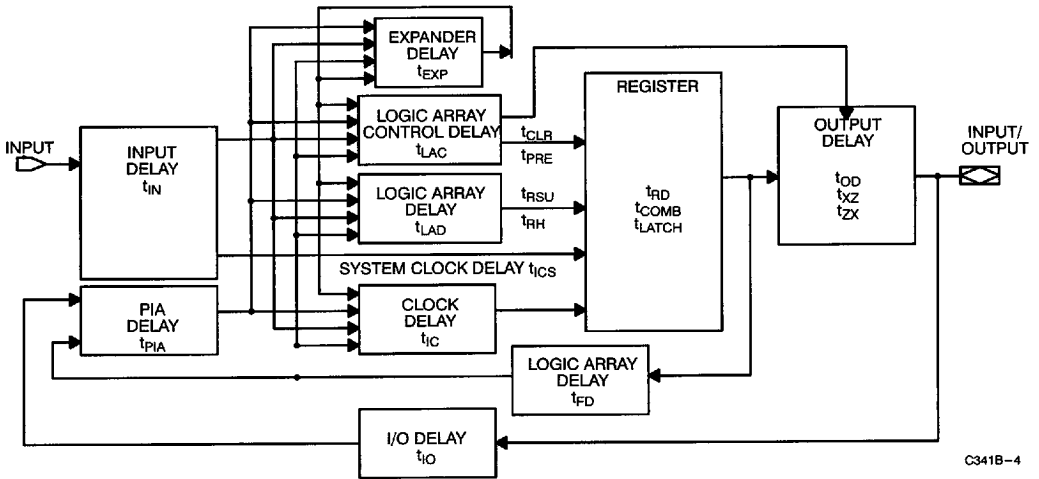 EXPANDER
DELAY
tEXP
REGISTER
LOGIC ARRAY
CONTROL DELAY
tLAC
tCLR
tPRE
OUTPUT
DELAY
tOD
tXZ
tZX
INPUT/
OUTPUT
INPUT
INPUT
DELAY
tIN
LOGIC ARRAY
DELAY
tLAD
tRSU
tRH
tRD
tCOMB
tLATCH
SYSTEM CLOCK DELAY tICS
PIA
DELAY
tPIA
CLOCK
DELAY
tIC
LOGIC ARRAY
DELAY
tFD
I/O DELAY
tIO
C341B–4